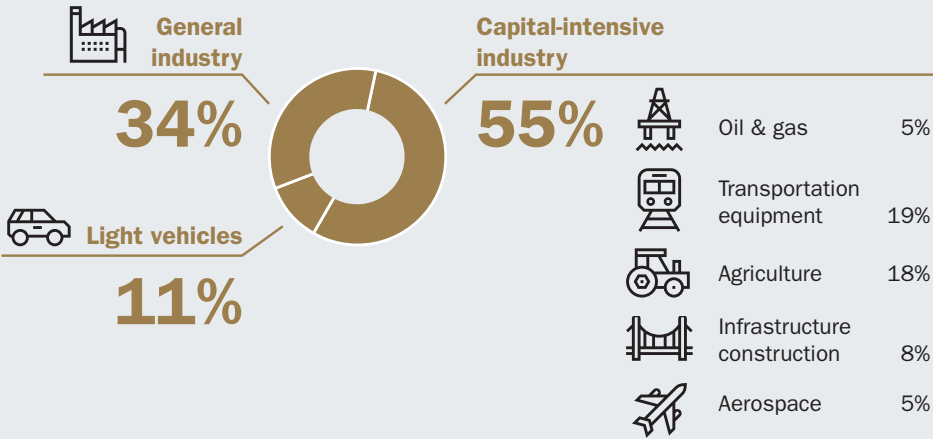 General
industry
34%
Light vehicles
11%
Capital-intensive
industry
55%
Oil & gas 5%
Transportation
equipment 19%
Agriculture 18%
Infrastructure
construction 8%
Aerospace 5%